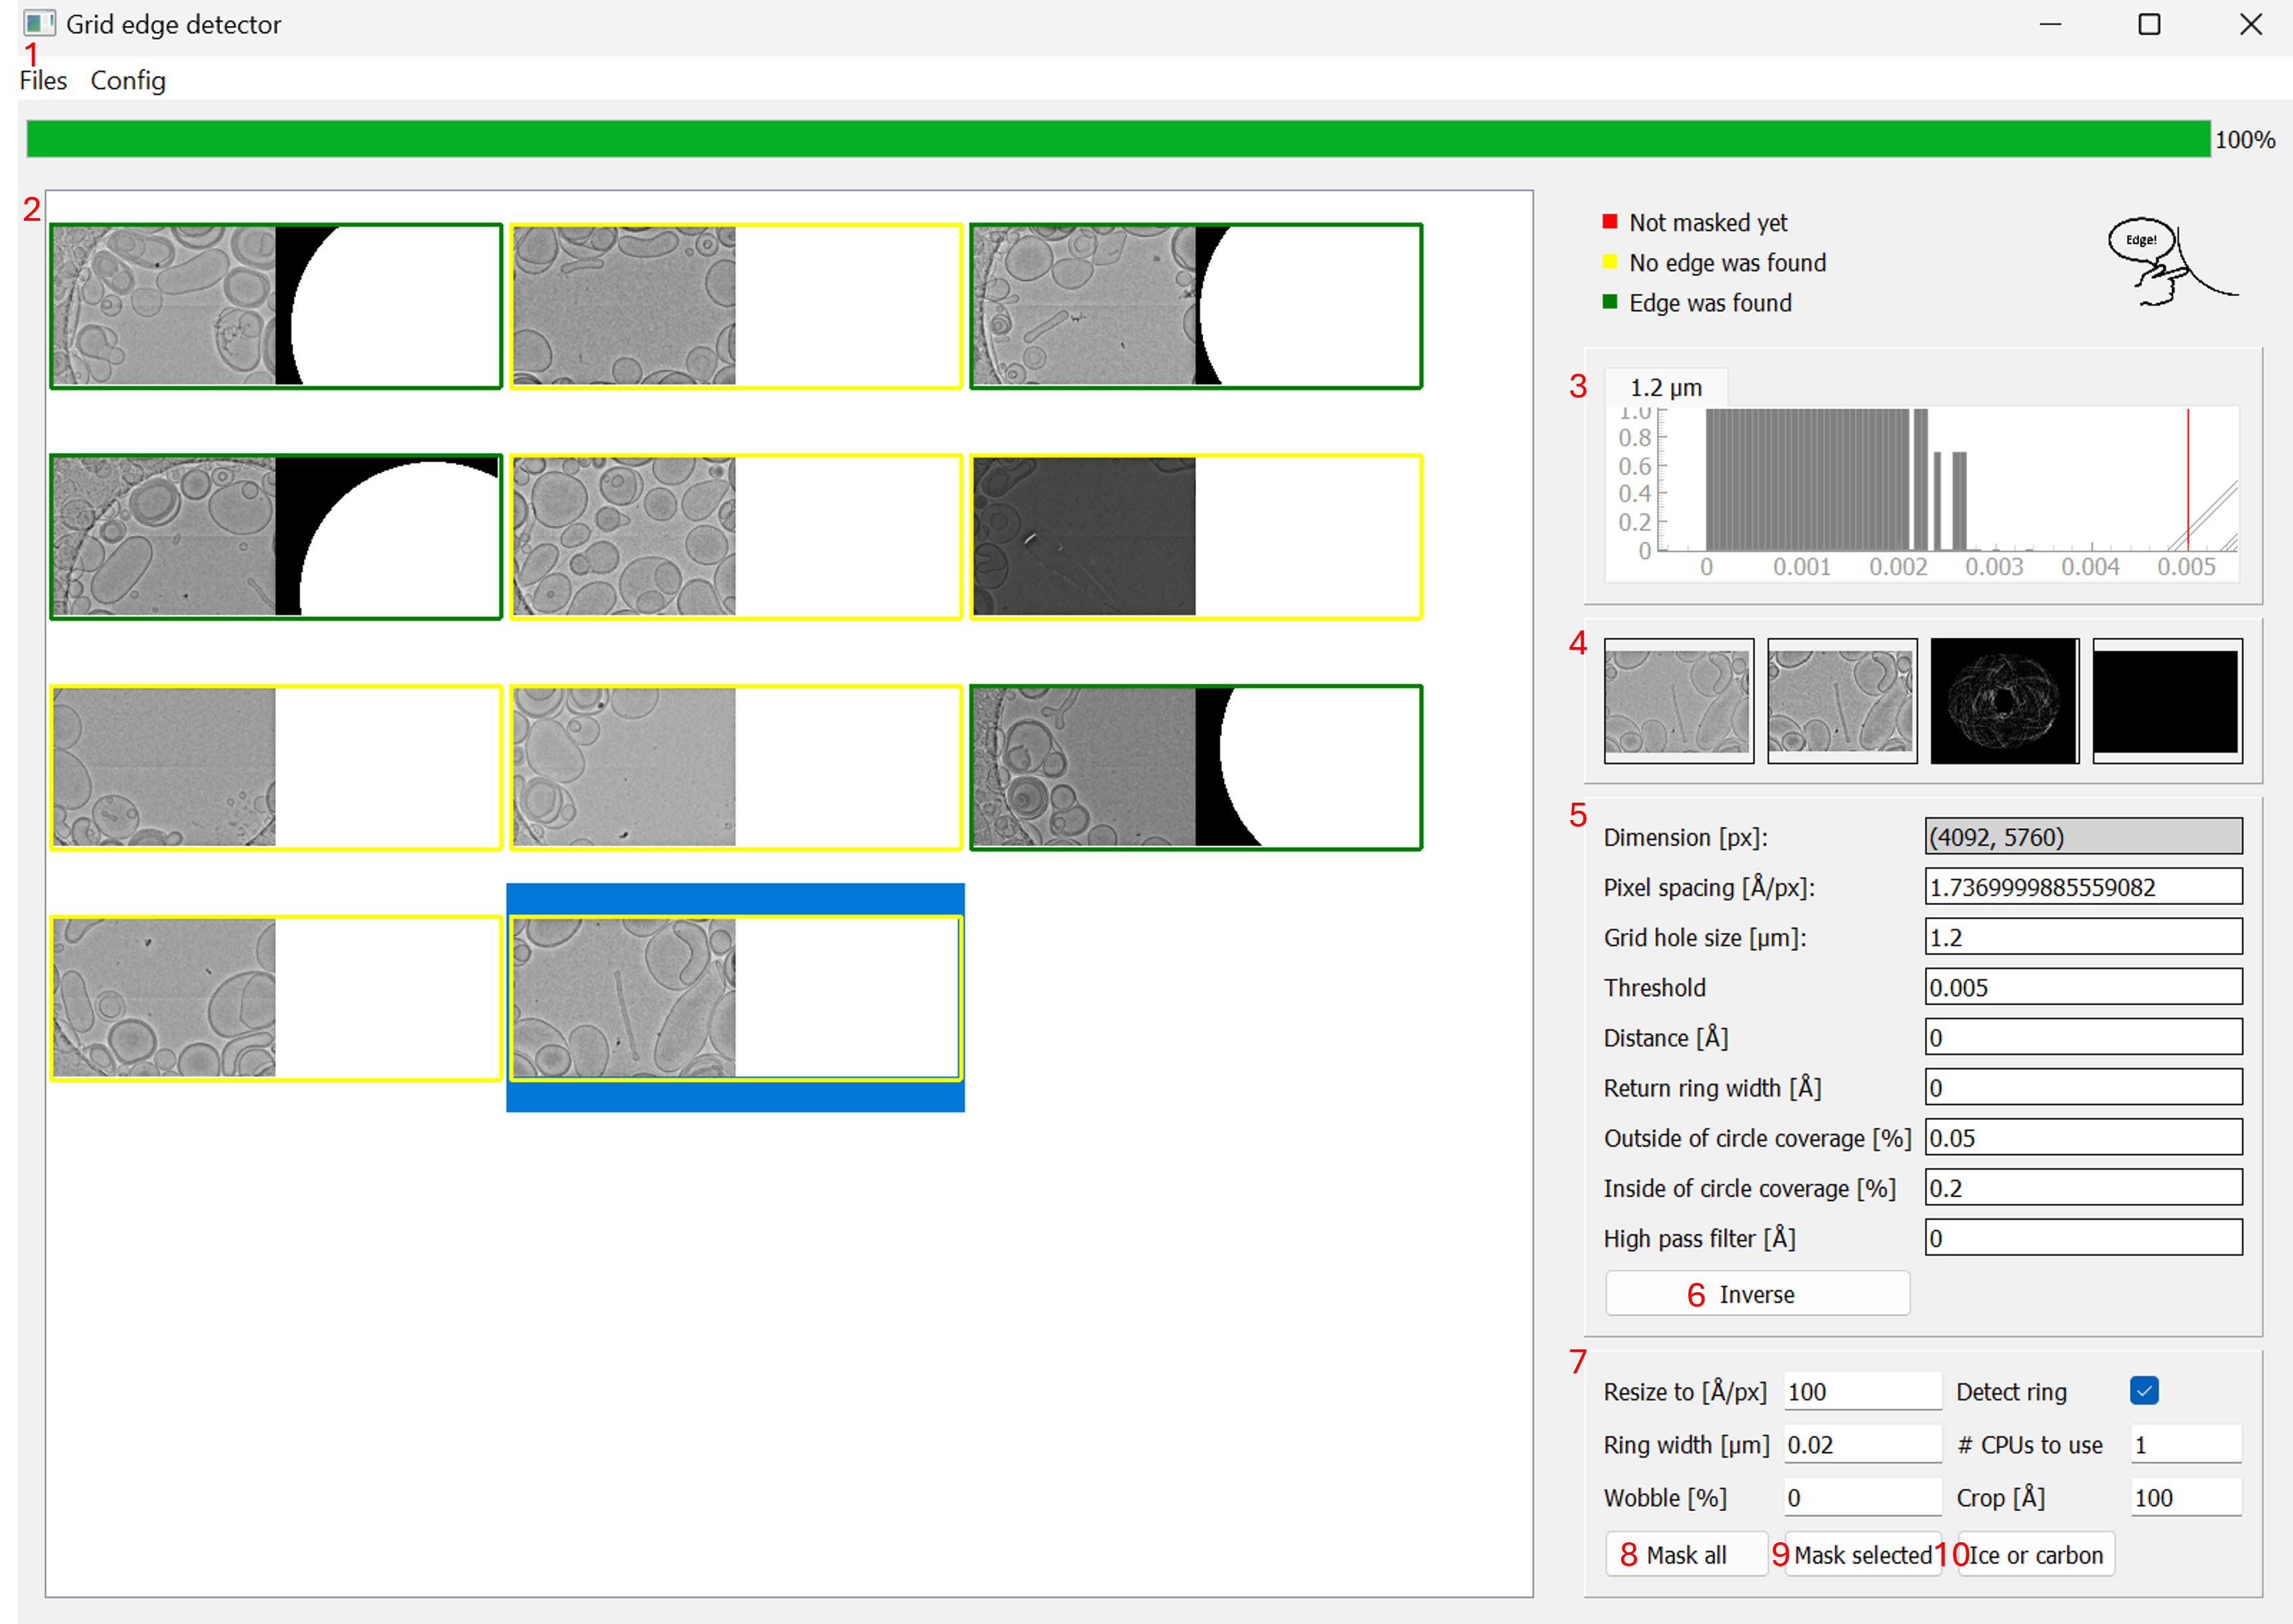 Grid edge detector
1
Files Config
100%
2
Not masked yet
No edge was found
Edge was found
Edge!
3
1.2 µm
1.0
0.8
0.6
0.4
0.2
0
0 0.001 0.002 0.003 0.004 0.005
4
5
Dimension [px]: (4092, 5760)
Pixel spacing [Å/px]: 1.7369999885559082
Grid hole size [µm]: 1.2
Threshold 0.005
Distance [Å] 0
Return ring width [Å] 0
Outside of circle coverage [%] 0.05
Inside of circle coverage [%] 0.2
High pass filter [Å] 0
6 Inverse
7
Resize to [Å/px] 100 Detect ring
Ring width [µm] 0.02 # CPUs to use 1
Wobble [%] 0 Crop [Å] 100
8 Mask all 9 Mask selected 10 Ice or carbon